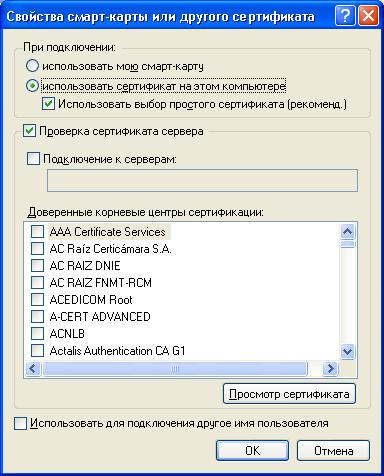 Свойства смарт-карты или другого сертификата
При подключении:
использовать мою смарт-карту
использовать сертификат на этом компьютере
Использовать выбор простого сертификата (рекоменд.)
Проверка сертификата сервера
Подключение к серверам:
Доверенные корневые центры сертификации:
AAA Certificate Services
AC Raíz Certicámara S.A.
AC RAIZ DNIE
AC RAIZ FNMT-RCM
ACEDICOM Root
A-CERT ADVANCED
ACNLB
Actalis Authentication CA G1
Просмотр сертификата
Использовать для подключения другое имя пользователя
OK
Отмена